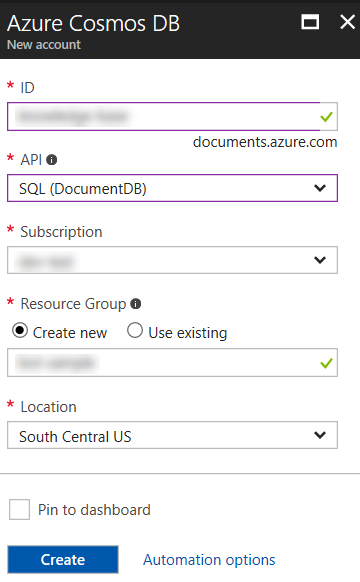 Azure Cosmos DB
New account
* ID
documents.azure.com
* API
SQL (DocumentDB)
* Subscription
* Resource Group
Create new Use existing
* Location
South Central US
Pin to dashboard
Create Automation options